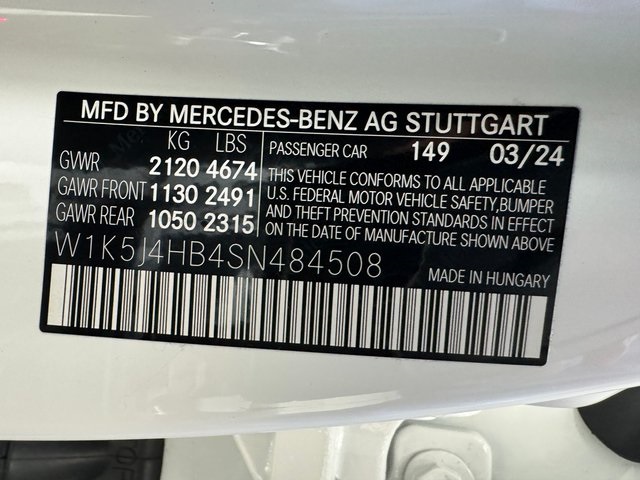 MFD BY MERCEDES-BENZ AG STUTTGART
KG LBS
GVWR 2120 4674
GAWR FRONT 1130 2491
GAWR REAR 1050 2315
PASSENGER CAR 149 03/24
THIS VEHICLE CONFORMS TO ALL APPLICABLE
U.S. FEDERAL MOTOR VEHICLE SAFETY,BUMPER
AND THEFT PREVENTION STANDARDS IN EFFECT
ON THE DATE OF MANUFACTURE SHOWN ABOVE
W1K5J4HB4SN484508
MADE IN HUNGARY